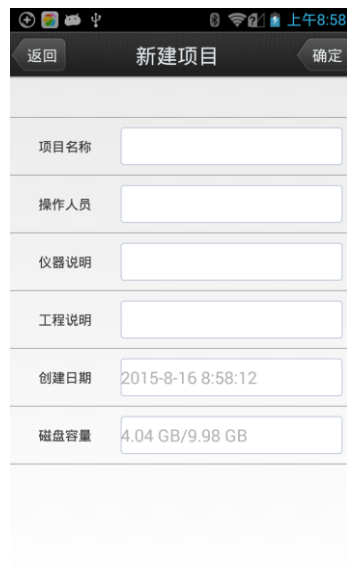 上午8:58
返回 新建项目 确定
项目名称
操作人员
仪器说明
工程说明
创建日期 2015-8-16 8:58:12
磁盘容量 4.04 GB/9.98 GB